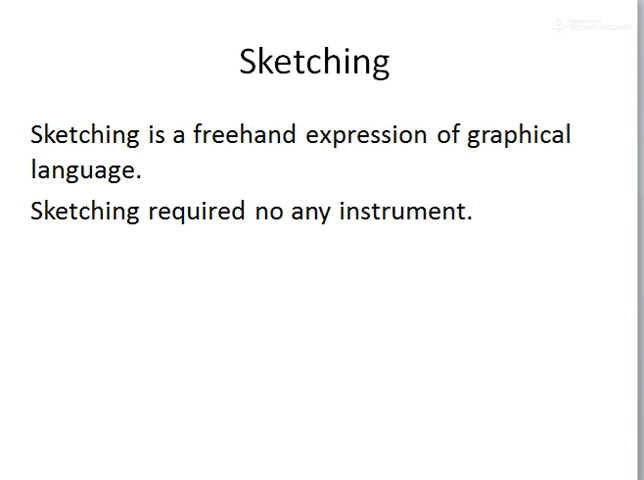 Sketching
Sketching is a freehand expression of graphical
language.
Sketching required no any instrument.